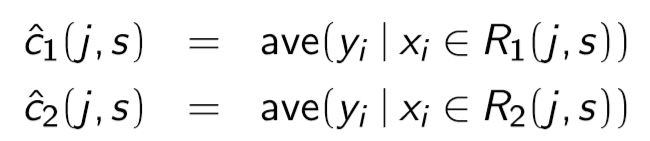 ĉ₁(j, s) = ave(yᵢ | xᵢ ∈ R₁(j, s))
ĉ₂(j, s) = ave(yᵢ | xᵢ ∈ R₂(j, s))